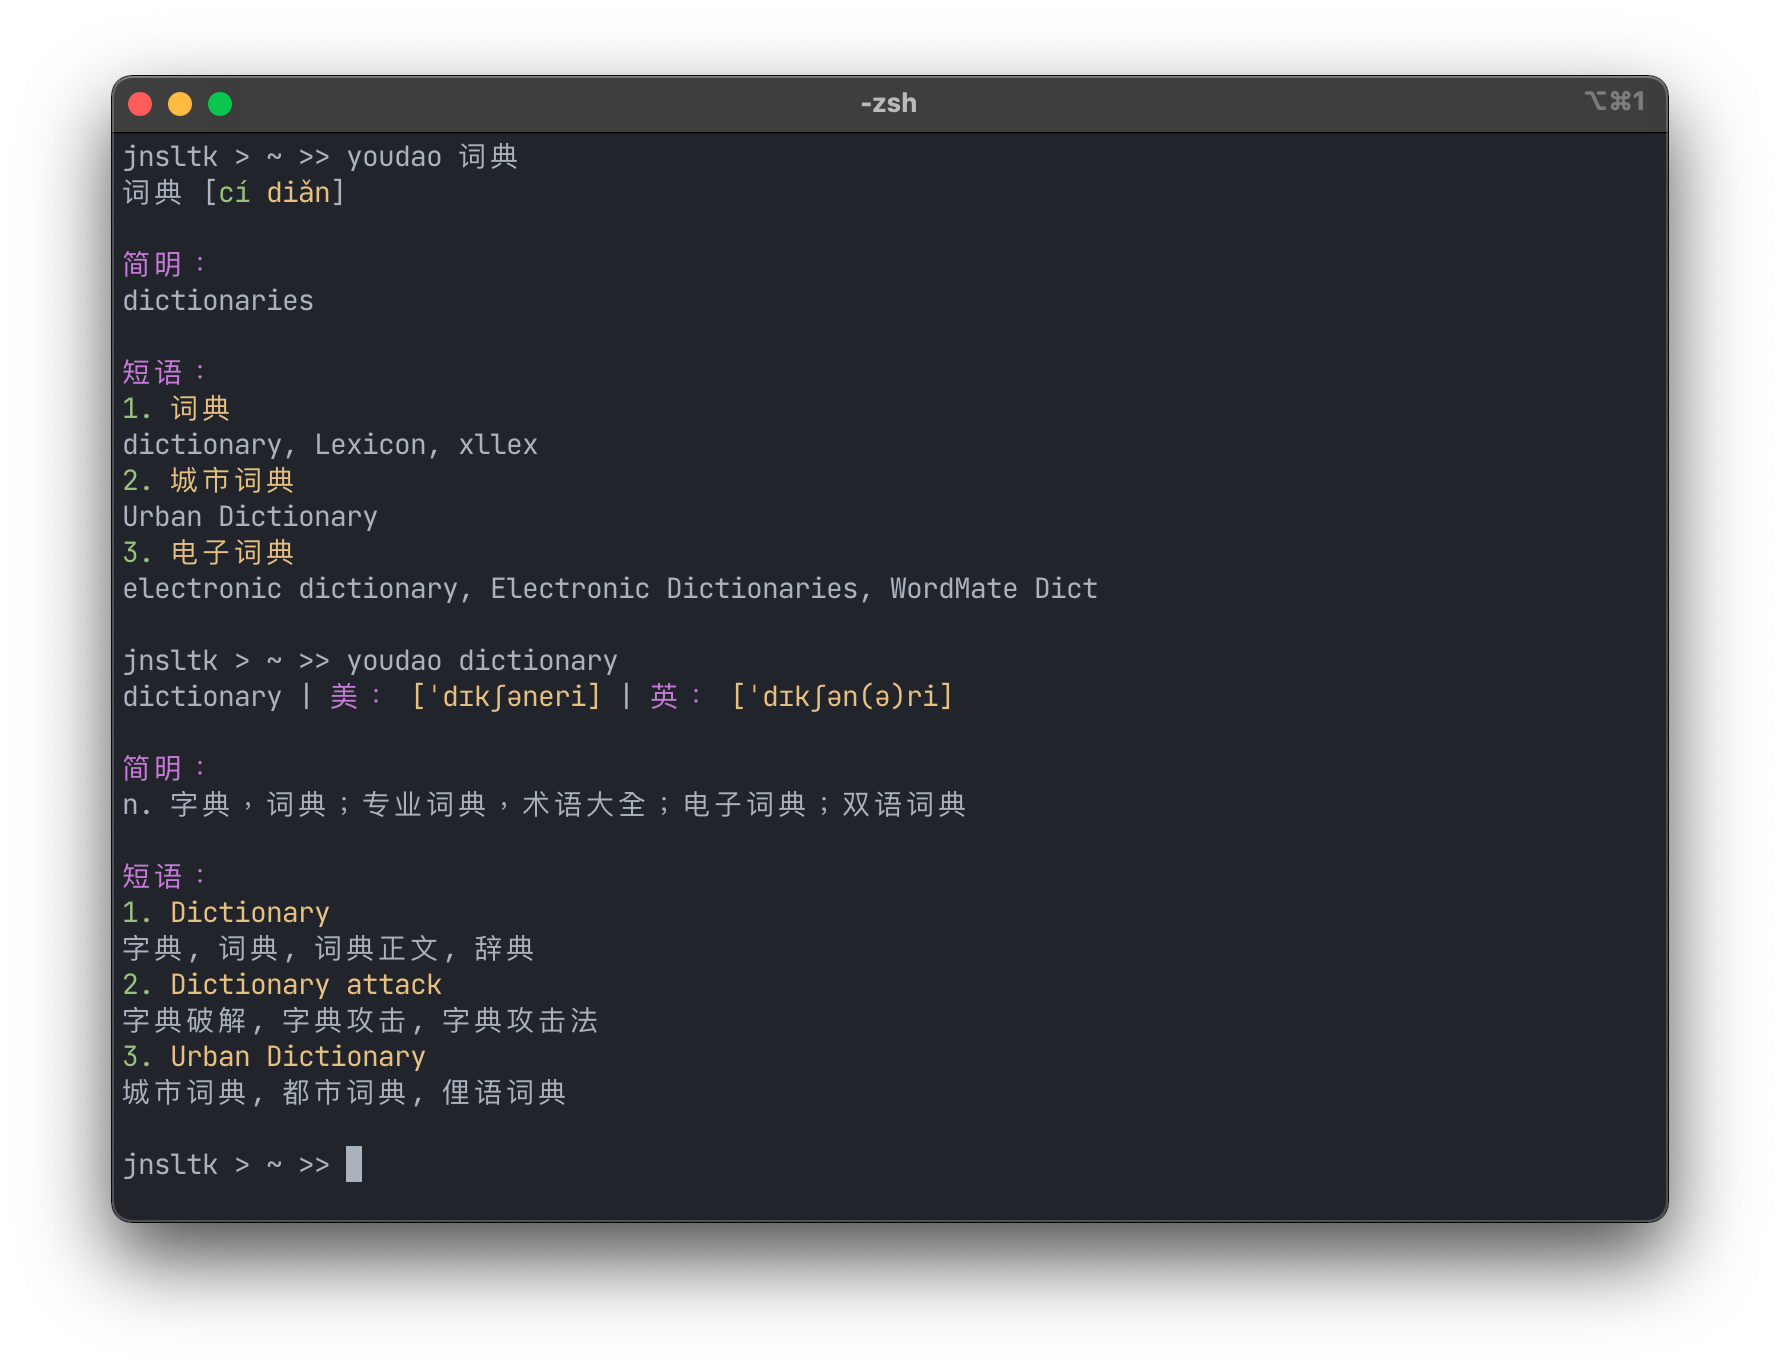 -zsh
⌥⌘1
jnsltk > ~ >> youdao 词典
词典 [cí diǎn]
简明：
dictionaries
短语：
1. 词典
dictionary, Lexicon, xllex
2. 城市词典
Urban Dictionary
3. 电子词典
electronic dictionary, Electronic Dictionaries, WordMate Dict
jnsltk > ~ >> youdao dictionary
dictionary | 美： [ˈdɪkʃəneri] | 英： [ˈdɪkʃən(ə)ri]
简明：
n. 字典，词典；专业词典，术语大全；电子词典；双语词典
短语：
1. Dictionary
字典, 词典, 词典正文, 辞典
2. Dictionary attack
字典破解, 字典攻击, 字典攻击法
3. Urban Dictionary
城市词典, 都市词典, 俚语词典
jnsltk > ~ >>